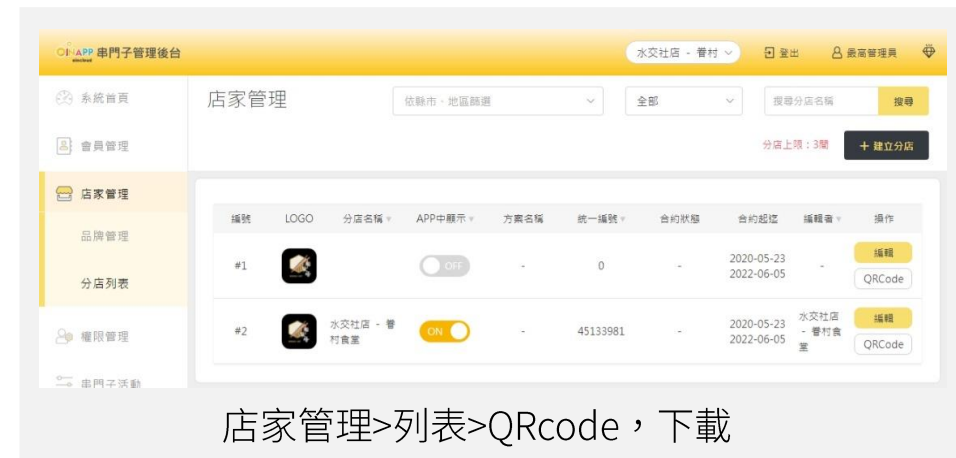 OINAPP 串門子管理後台
水交社店 - 眷村
登出
最高管理員
系統首頁
店家管理
依縣市、地區篩選
全部
搜尋分店名稱
搜尋
會員管理
分店上限：3間
+ 建立分店
店家管理
編號 LOGO 分店名稱 APP中顯示 方案名稱 統一編號 合約狀態 合約起迄 編輯者 操作
品牌管理
#1 OFF - 0 - 2020-05-23 - 編輯
2022-06-05 QRCode
分店列表
#2 水交社店 - 眷 ON - 45133981 - 2020-05-23 水交社店 編輯
村食堂 2022-06-05 - 眷村食 QRCode
堂
權限管理
串門子活動
店家管理>列表>QRcode，下載